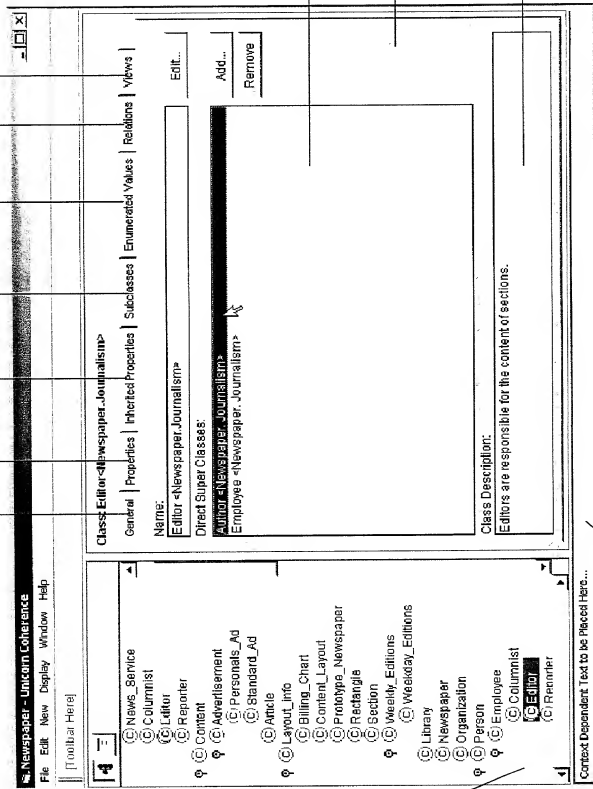 Newspaper - Unicorn Coherence
File Edit New Display Window Help
[Toolbar Here]
(C) News_Service
(C) Columnist
(C) Editor
(C) Reporter
(C) Content
(C) Advertisement
(C) Personals_Ad
(C) Standard_Ad
(C) Article
(C) Layout_info
(C) Billing_Chart
(C) Content_Layout
(C) Prototype_Newspaper
(C) Rectangle
(C) Section
(C) Weekly_Editions
(C) Weekday_Editions
(C) Library
(C) Newspaper
(C) Organization
(C) Person
(C) Employee
(C) Columnist
(C) Editor
(C) Reporter
Class: Editor<Newspaper.Journalism>
General | Properties | Inherited Properties | Subclasses | Enumerated Values | Relations | Views |
Name:
Editor <Newspaper.Journalism>
Edit...
Direct Super Classes:
Author <Newspaper.Journalism>
Employee <Newspaper.Journalism>
Add...
Remove
Class Description:
Editors are responsible for the content of sections.
Context Dependent Text to be Placed Here...